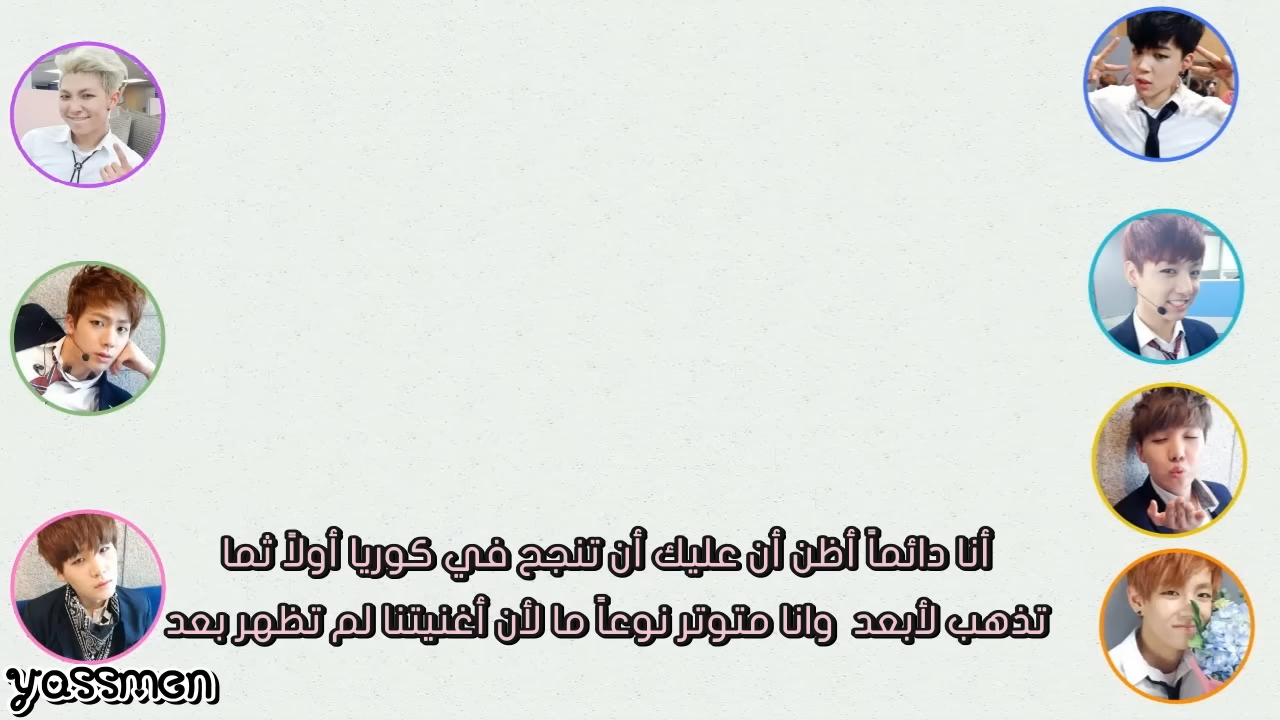 أنا دائماً أظن أن عليك أن تنجح في كوريا أولاً ثما
تذهب لأبعد وانا متوتر نوعاً ما لأن أغنيتنا لم تظهر بعد
yassmen